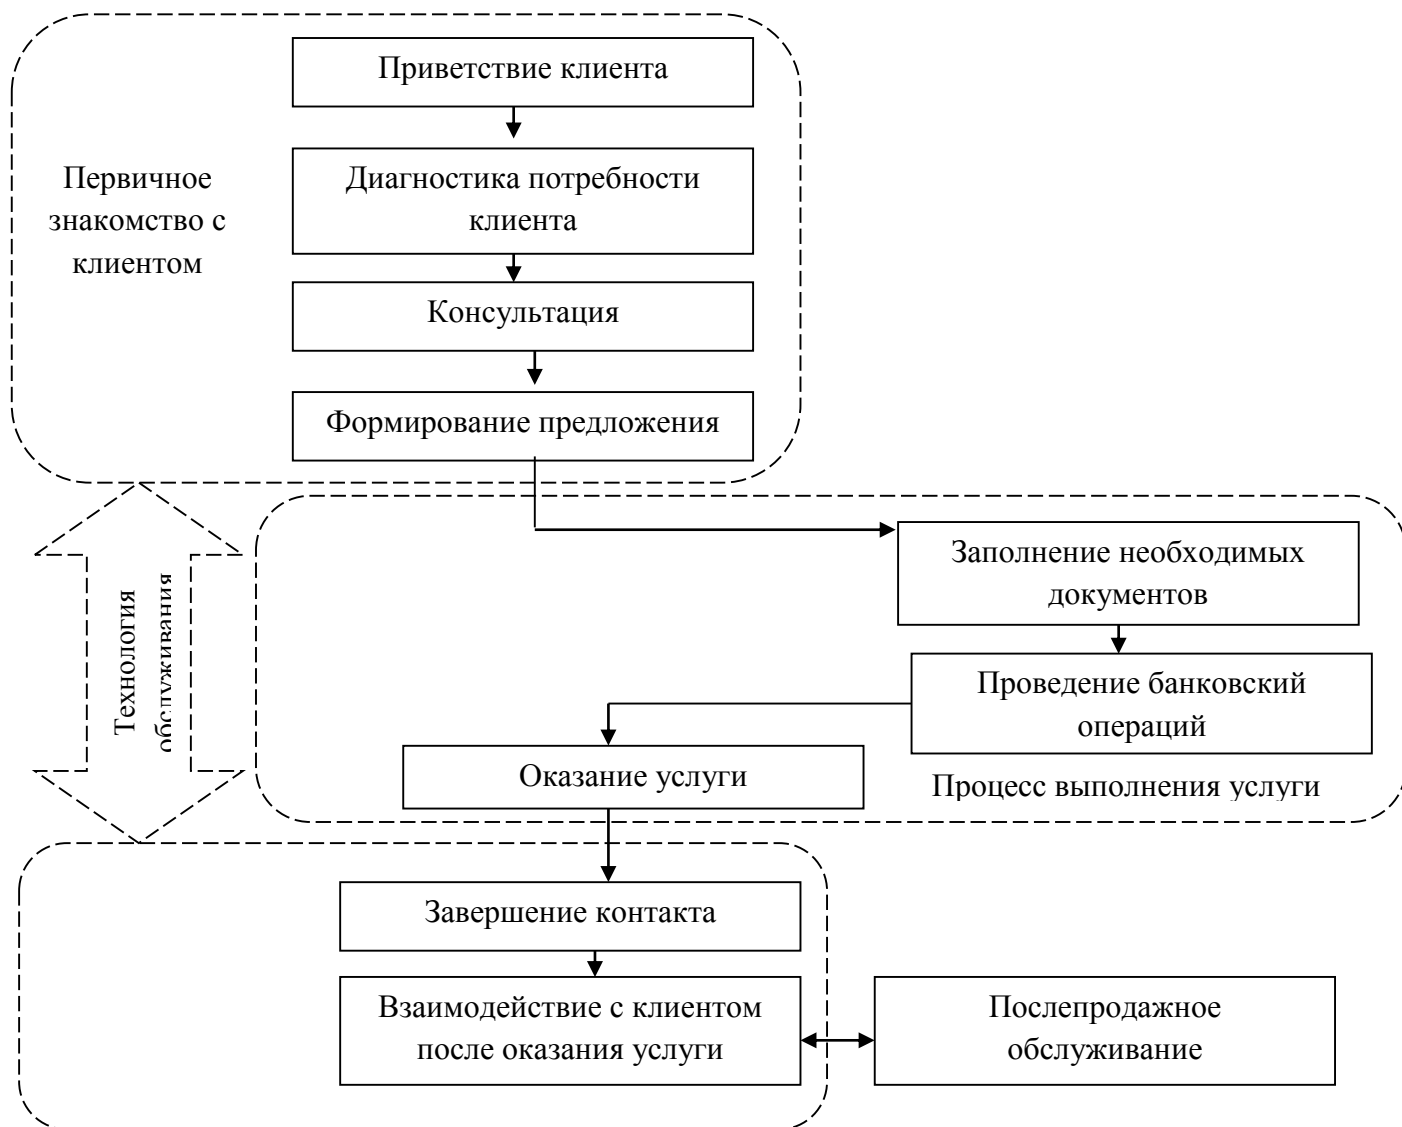 Приветствие клиента
Первичное
знакомство с
клиентом
Диагностика потребности
клиента
Консультация
Формирование предложения
Технология
обслуживания
Заполнение необходимых
документов
Проведение банковский
операций
Оказание услуги
Процесс выполнения услуги
Завершение контакта
Взаимодействие с клиентом
после оказания услуги
Послепродажное
обслуживание